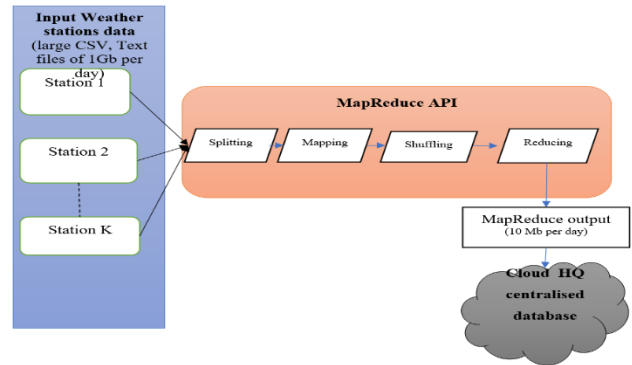 Input Weather
stations data
(large CSV, Text
files of 1Gb per
day)
Station 1
Station 2
Station K
MapReduce API
Splitting
Mapping
Shuffling
Reducing
MapReduce output
(10 Mb per day)
Cloud HQ
centralised
database